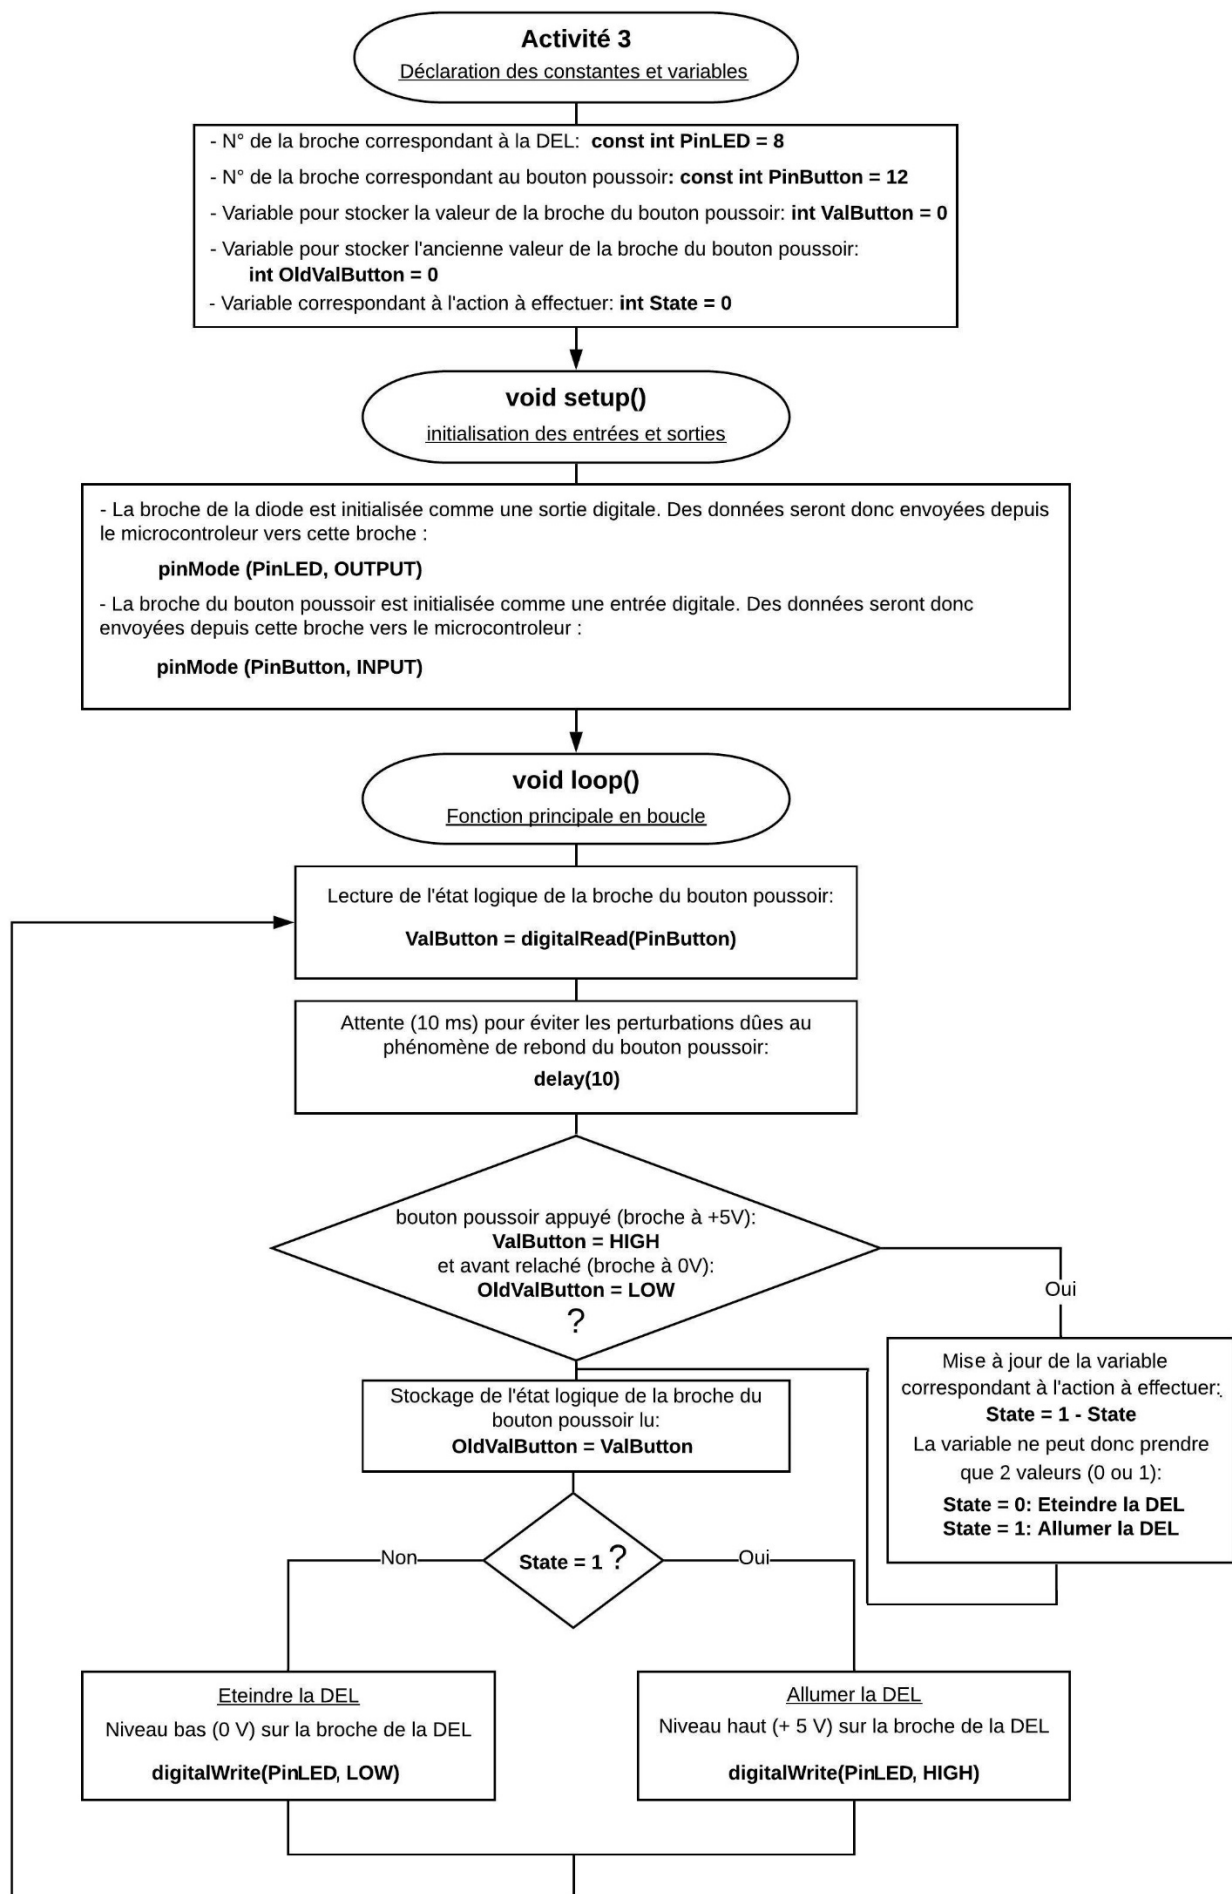 Activité 3
Déclaration des constantes et variables
- N° de la broche correspondant à la DEL: const int PinLED = 8
- N° de la broche correspondant au bouton poussoir: const int PinButton = 12
- Variable pour stocker la valeur de la broche du bouton poussoir: int ValButton = 0
- Variable pour stocker l'ancienne valeur de la broche du bouton poussoir:
int OldValButton = 0
- Variable correspondant à l'action à effectuer: int State = 0
void setup()
initialisation des entrées et sorties
- La broche de la diode est initialisée comme une sortie digitale. Des données seront donc envoyées depuis
le microcontroleur vers cette broche :
pinMode (PinLED, OUTPUT)
- La broche du bouton poussoir est initialisée comme une entrée digitale. Des données seront donc
envoyées depuis cette broche vers le microcontroleur :
pinMode (PinButton, INPUT)
void loop()
Fonction principale en boucle
Lecture de l'état logique de la broche du bouton poussoir:
ValButton = digitalRead(PinButton)
Attente (10 ms) pour éviter les perturbations dûes au
phénomène de rebond du bouton poussoir:
delay(10)
bouton poussoir appuyé (broche à +5V):
ValButton = HIGH
et avant relaché (broche à 0V):
OldValButton = LOW
?
Oui
Mise à jour de la variable
correspondant à l'action à effectuer:
State = 1 - State
La variable ne peut donc prendre
que 2 valeurs (0 ou 1):
State = 0: Eteindre la DEL
State = 1: Allumer la DEL
Stockage de l'état logique de la broche du
bouton poussoir lu:
OldValButton = ValButton
Non
State = 1 ?
Oui
Eteindre la DEL
Niveau bas (0 V) sur la broche de la DEL
digitalWrite(PinLED, LOW)
Allumer la DEL
Niveau haut (+ 5 V) sur la broche de la DEL
digitalWrite(PinLED, HIGH)